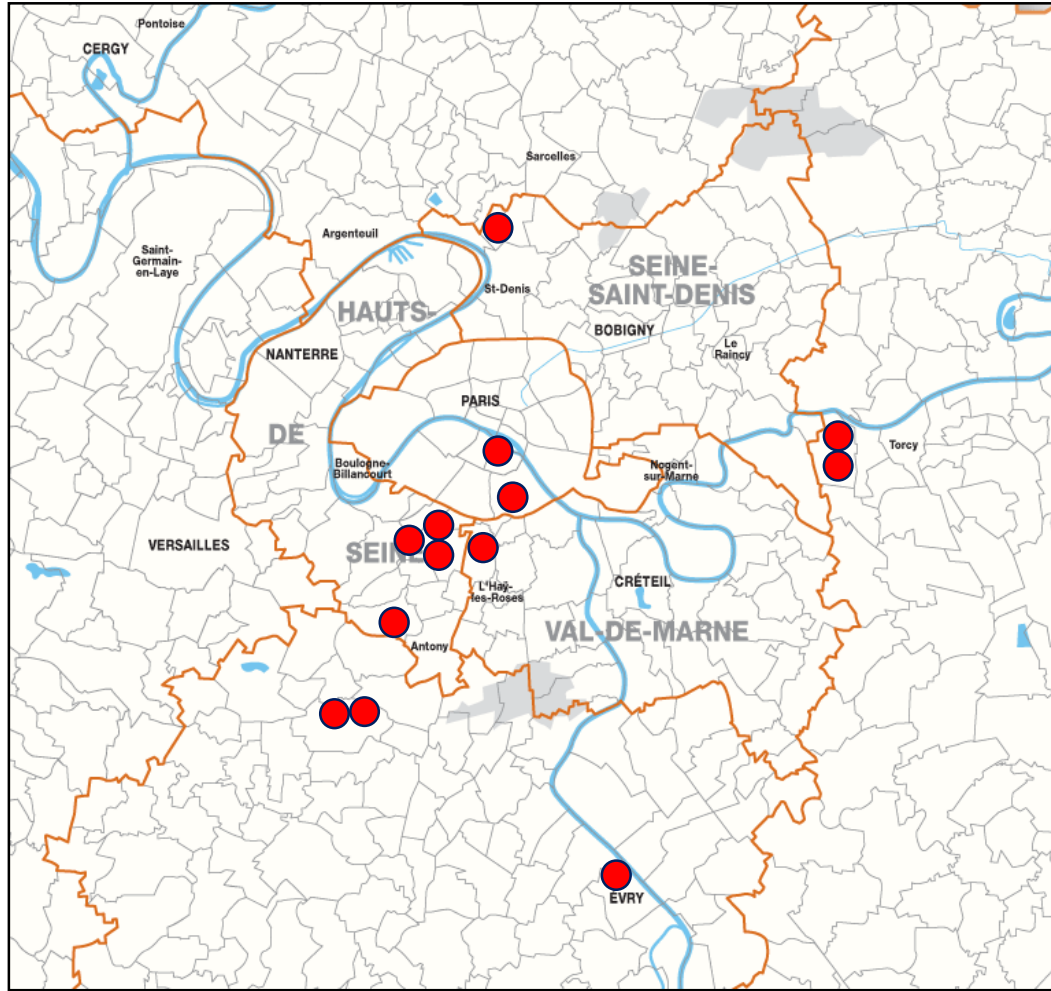 Pontoise
CERGY
Sarcelles
Argenteuil
Saint-
Germain-
en-Laye
SEINE-
SAINT-DENIS
St-Denis
HAUTS-
BOBIGNY
NANTERRE
Le
Raincy
PARIS
DE
Torcy
Boulogne-
Billancourt
Nogent-
sur-Marne
VERSAILLES
SEINE
CRÉTEIL
L'Haÿ-
les-Roses
VAL-DE-MARNE
Antony
ÉVRY